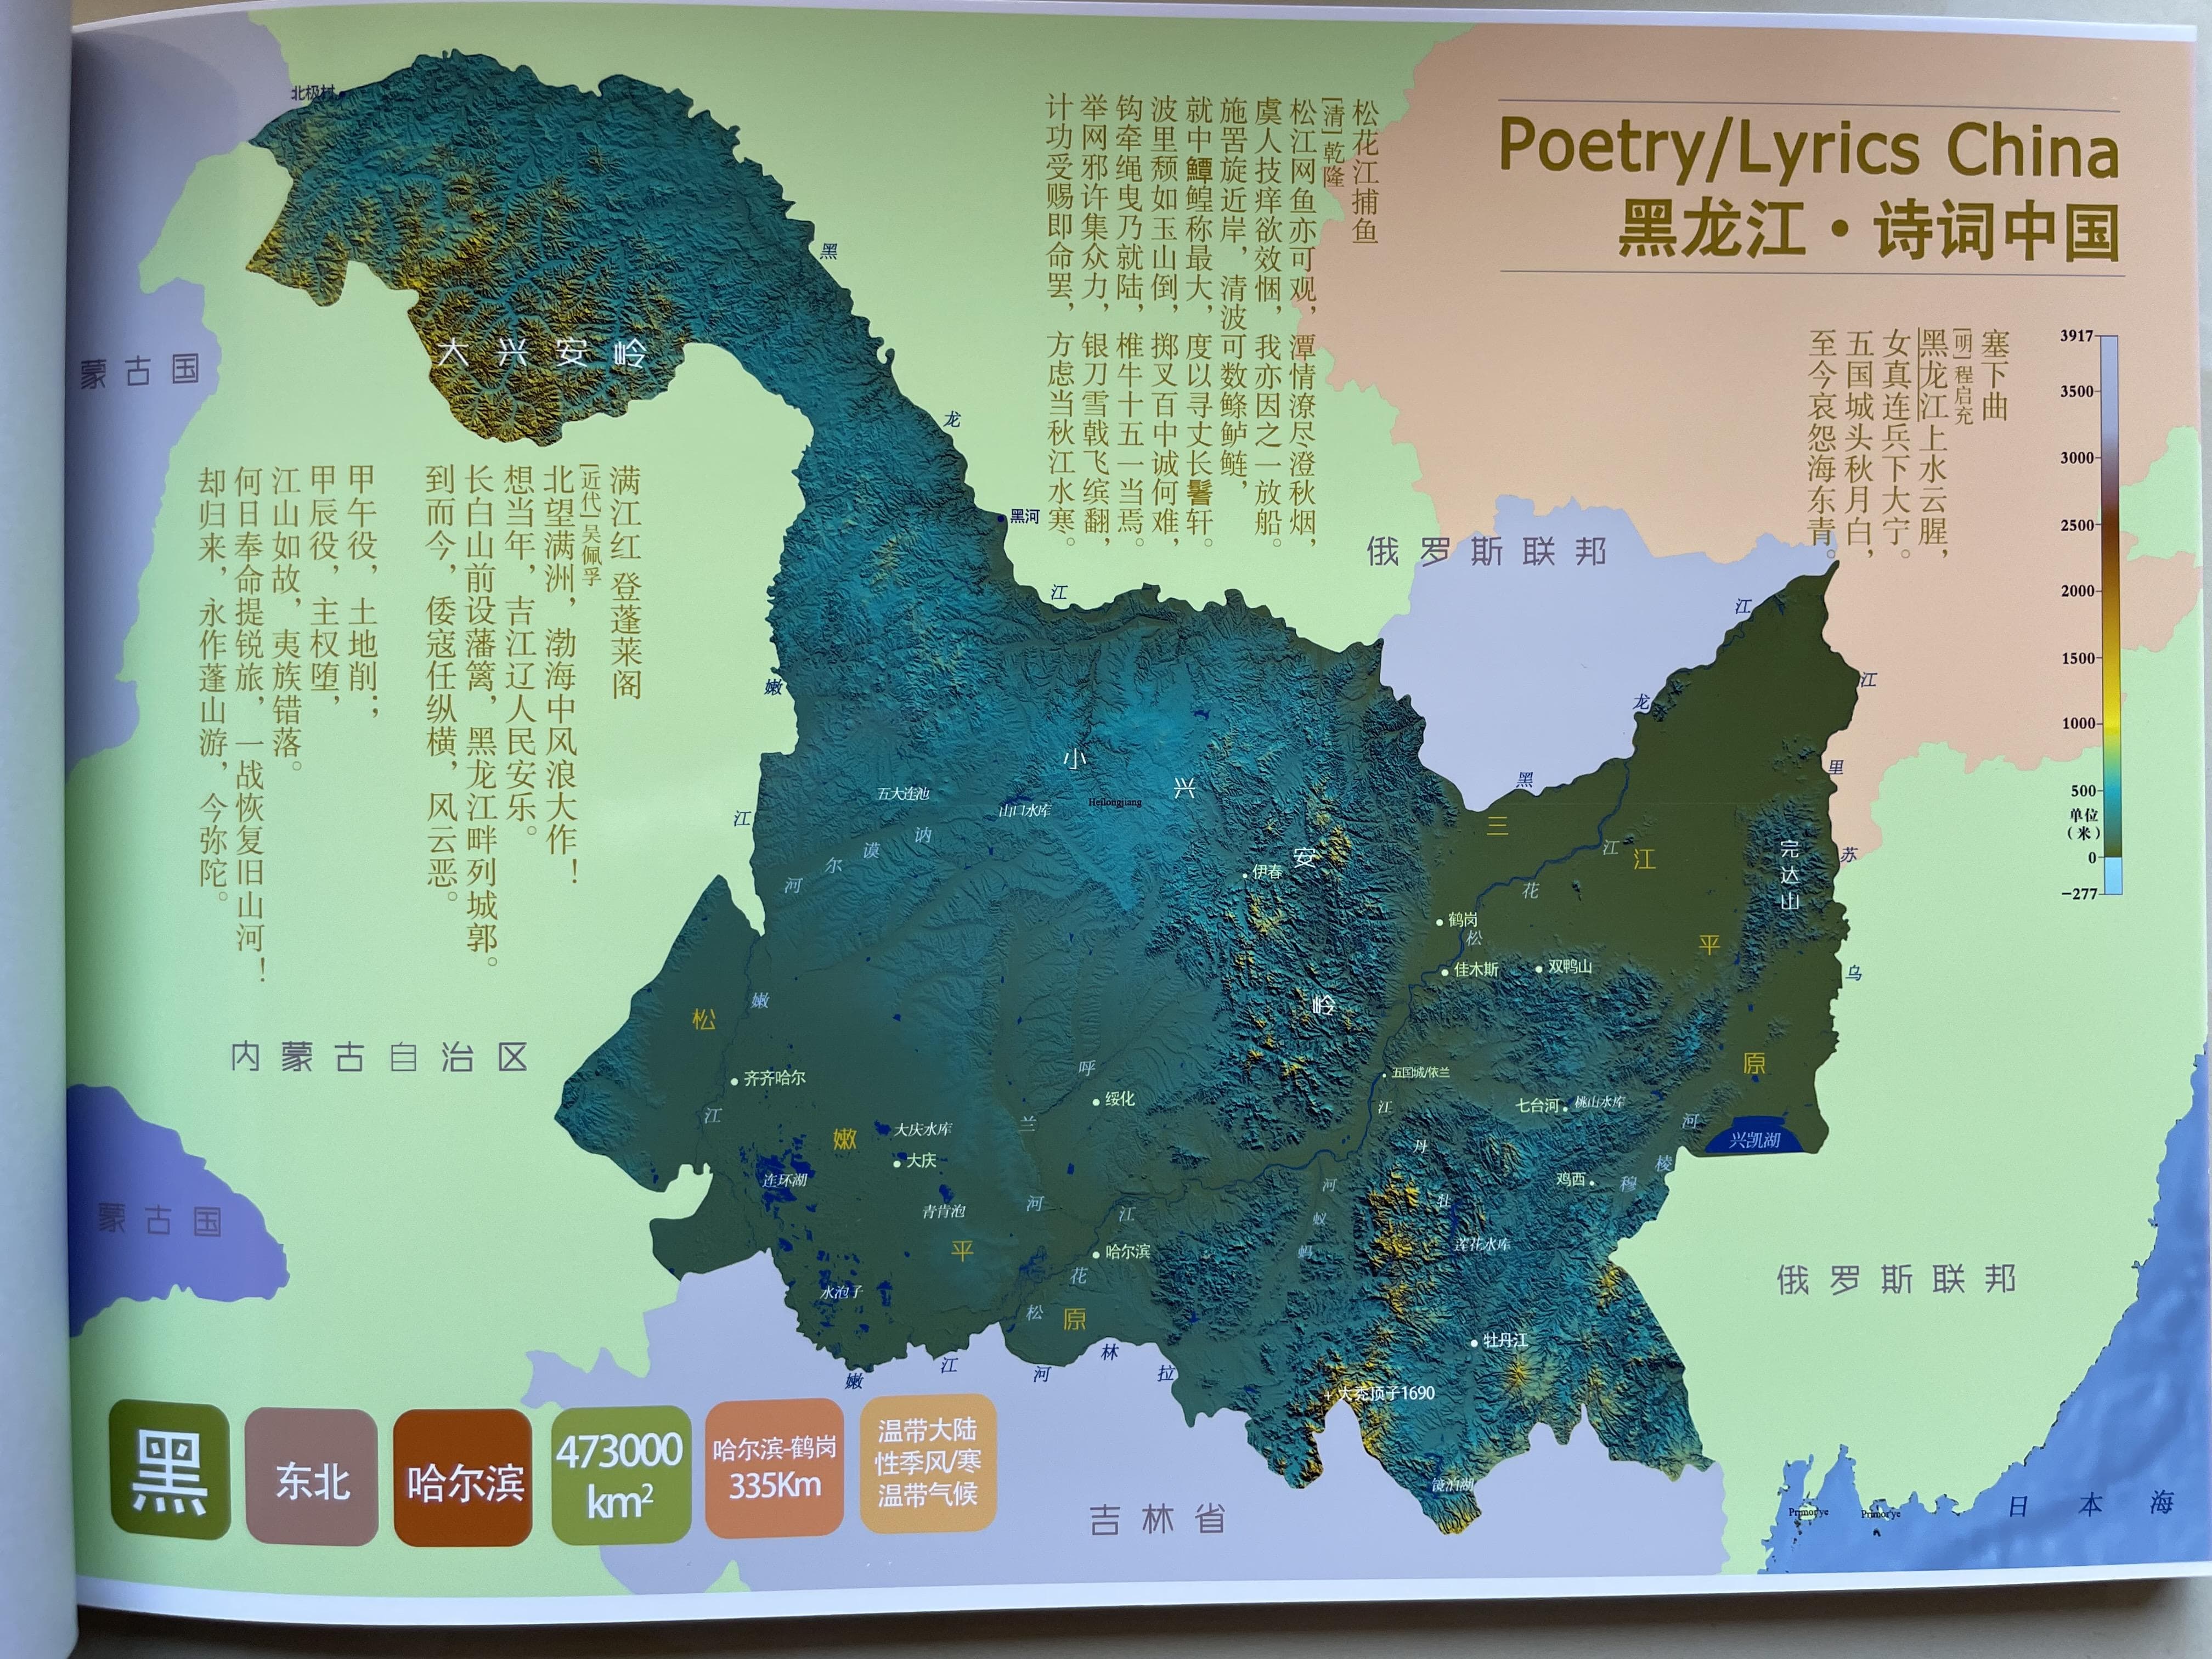 Poetry/Lyrics China
黑龙江·诗词中国
塞下曲
[明] 程启充
黑龙江上水云腥，
女真连兵下大宁。
五国城头秋月白，
至今哀怨海东青。
松花江捕鱼
[清] 乾隆
松江网鱼亦可观，潭情潦尽澄秋烟，
虞人技痒欲效悃，我亦因之一放船。
施罟旋近岸，清波可数鲦鲈鲢，
就中鱏鳇称最大，度以寻丈长鬐轩。
波里颓如玉山倒，掷叉百中诚何难，
钩牵绳曳乃就陆，椎牛十五一当焉。
举网邪许集众力，银刀雪戟飞缤翻，
计功受赐即命罢，方虑当秋江水寒。
满江红 登蓬莱阁
[近代] 吴佩孚
北望满洲，渤海中风浪大作！
想当年，吉江辽人民安乐。
长白山前设藩篱，黑龙江畔列城郭。
到而今，倭寇任纵横，风云恶。
甲午役，土地削；
甲辰役，主权堕，
江山如故，夷族错落。
何日奉命提锐旅，一战恢复旧山河！
却归来，永作蓬山游，今弥陀。
3917
3500
3000
2500
2000
1500
1000
500
单位
（米）
0
-277
北极村
蒙古国
大兴安岭
黑
龙
黑河
江
俄罗斯联邦
江
龙
黑
江
里
苏
乌
嫩
江
小
兴
安
岭
五大连池
山口水库
Heilongjiang
讷
谟
尔
河
伊春
三
江
平
原
完达山
江
花
松
鹤岗
佳木斯
双鸭山
松
嫩
齐齐哈尔
江
嫩
平
原
内蒙古自治区
蒙古国
呼
兰
河
绥化
大庆水库
大庆
连环湖
青肯泡
水泡子
五国城/依兰
江
七台河
桃山水库
河
棱
穆
兴凯湖
丹
牡
鸡西
莲花水库
河
蚁
蚂
江
哈尔滨
花
松
俄罗斯联邦
牡丹江
大秃顶子1690
嫩
江
河
林
拉
镜泊湖
吉林省
Primor'ye
Primor'ye
日本海
黑
东北
哈尔滨
473000
km²
哈尔滨-鹤岗
335Km
温带大陆
性季风/寒
温带气候